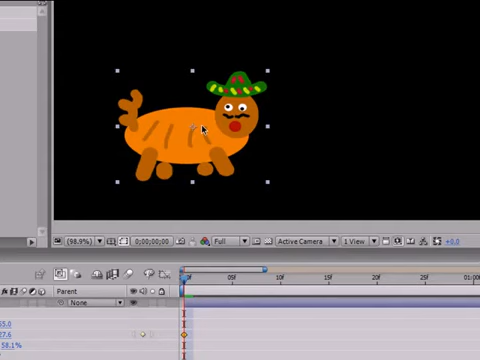 (98.9%) 0;00;00;00 Full Active Camera 1 View +0.0
05f 10f 15f 20f 01:00
Parent
None
55.0
27.6
58.1%